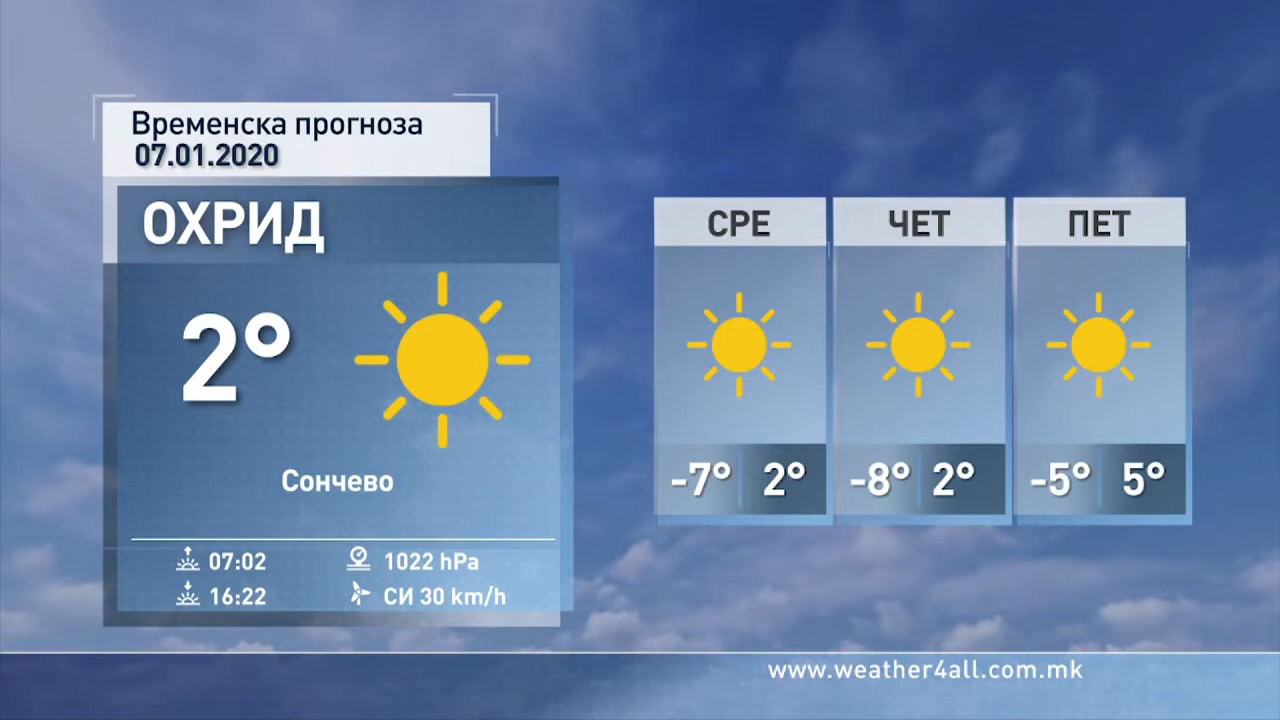 Временска прогноза
07.01.2020
ОХРИД
2°
Сончево
07:02
1022 hPa
16:22
СИ 30 km/h
СРЕ
ЧЕТ
ПЕТ
-7° 2°
-8° 2°
-5° 5°
www.weather4all.com.mk